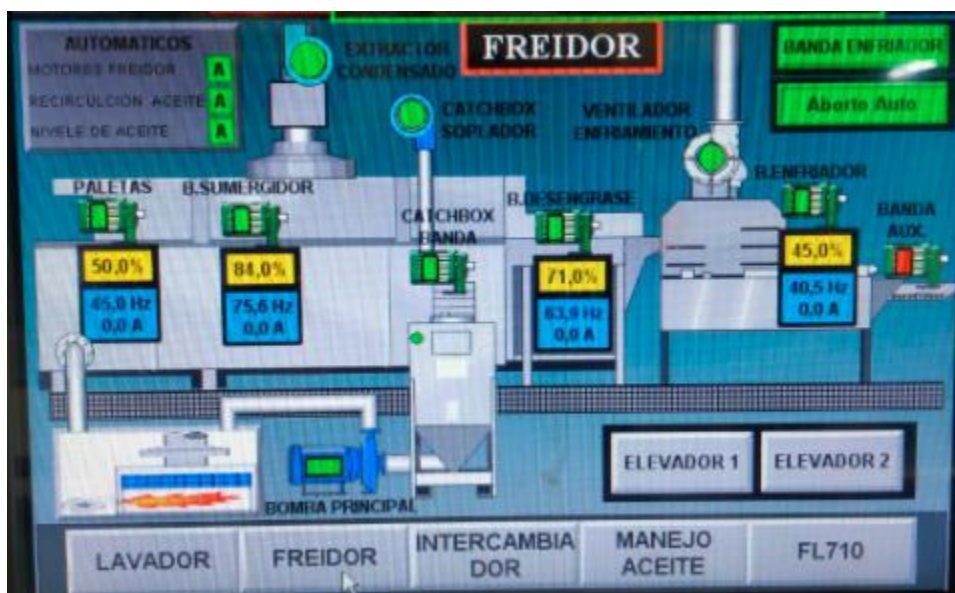 AUTOMATICOS
MOTORES FREIDOR A
RECIRCULCIÓN ACEITE A
NIVELE DE ACEITE A
EXTRACTOR
CONDENSADO
FREIDOR
BANDA ENFRIADOR
Aborto Auto
CATCHBOX
SOPLADOR
VENTILADOR
ENFRIAMIENTO
PALETAS
50,0%
45,0 Hz
0,0 A
B.SUMERGIDOR
84,0%
75,6 Hz
0,0 A
CATCHBOX
BANDA
B.DESENGRASE
71,0%
63,9 Hz
0,0 A
B.ENFRIADOR
45,0%
40,5 Hz
0,0 A
BANDA
AUX.
BOMBA PRINCIPAL
ELEVADOR 1
ELEVADOR 2
LAVADOR
FREIDOR
INTERCAMBIA
DOR
MANEJO
ACEITE
FL710